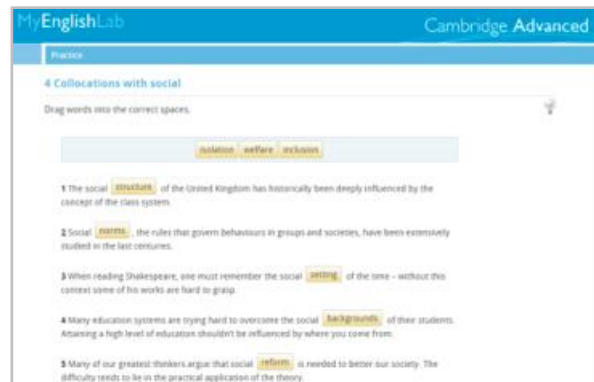 MyEnglishLab
Cambridge Advanced
Practice
4 Collocations with social
Drag words into the correct spaces.
isolation welfare inclusion
1 The social structure of the United Kingdom has historically been deeply influenced by the
concept of the class system.
2 Social norms , the rules that govern behaviours in groups and societies, have been extensively
studied in the last centuries.
3 When reading Shakespeare, one must remember the social setting of the time – without this
context some of his works are hard to grasp.
4 Many education systems are trying hard to overcome the social backgrounds of their students.
Attaining a high level of education shouldn't be influenced by where you come from.
5 Many of our greatest thinkers argue that social reform is needed to better our society. The
difficulty tends to lie in the practical application of the theory.